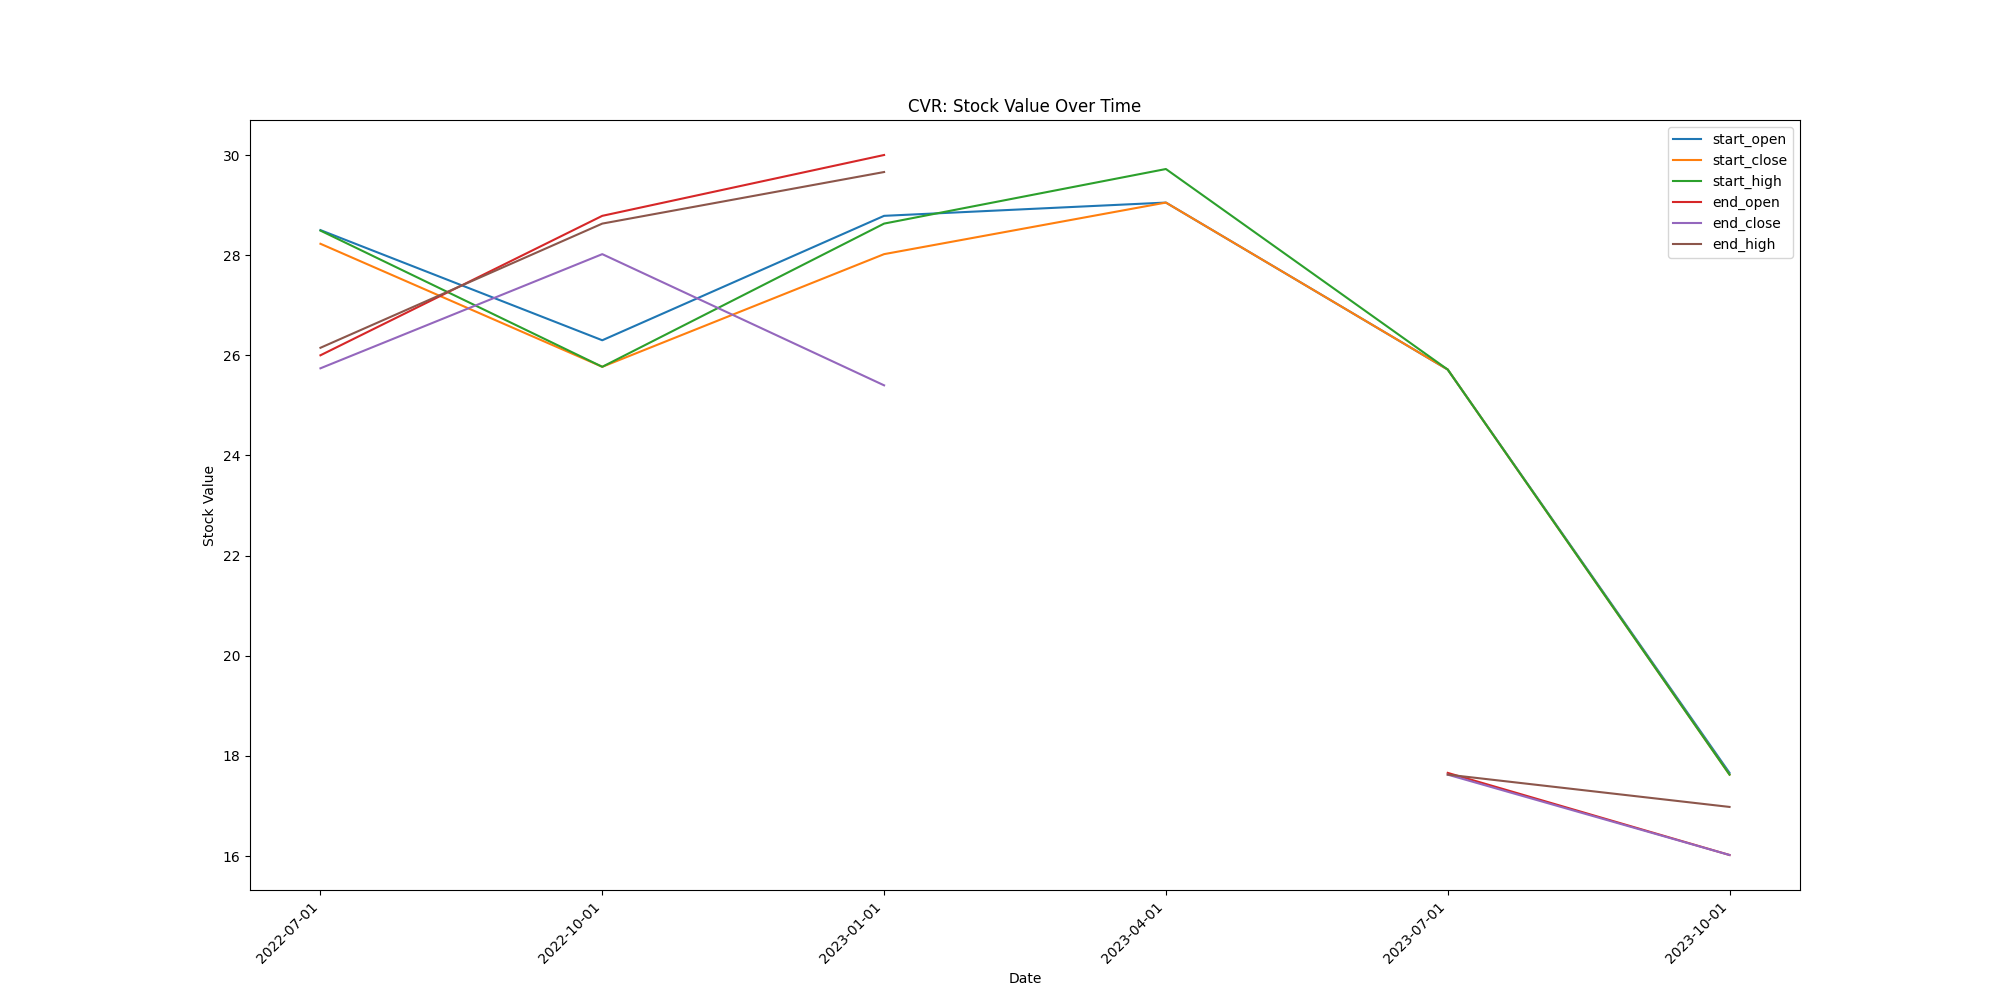 CVR: Stock Value Over Time
start_open
start_close
start_high
end_open
end_close
end_high
30
28
26
24
22
20
18
16
Stock Value
2022-07-01
2022-10-01
2023-01-01
2023-04-01
2023-07-01
2023-10-01
Date